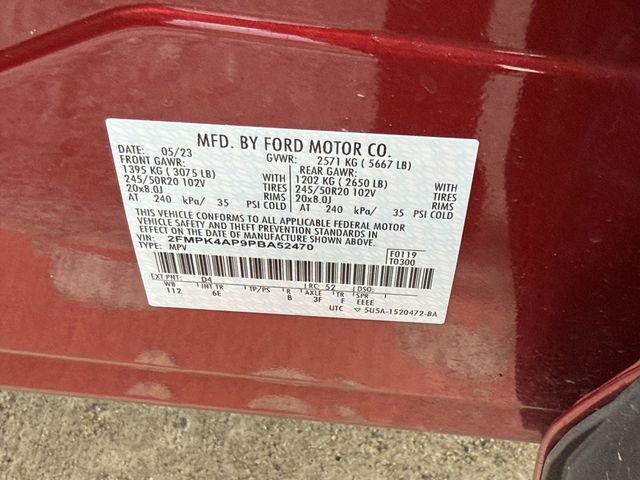 MFD. BY FORD MOTOR CO.
05/23 GVWR: 2571 KG ( 5667 LB)
FRONT GAWR: REAR GAWR:
1395 KG ( 3075 LB) WITH 1202 KG ( 2650 LB) WITH
245/50R20 102V TIRES 245/50R20 102V TIRES
20x8.0J RIMS 20x8.0J RIMS
AT 240 kPa/ 35 PSI COLD AT 240 kPa/ 35 PSI COLD
THIS VEHICLE CONFORMS TO ALL APPLICABLE FEDERAL MOTOR
VEHICLE SAFETY AND THEFT PREVENTION STANDARDS IN
EFFECT ON THE DATE OF MANUFACTURE SHOWN ABOVE.
VIN: 2FMPK4AP9PBA52470 F0119
TYPE: MPV T0300
EXT PNT: D4 RC: 52 DSO:
WB INT TR TP/PS R AXLE TR SPR
112 6E B 3F F FEEE
UTC ▽ 5U5A-1520472-BA